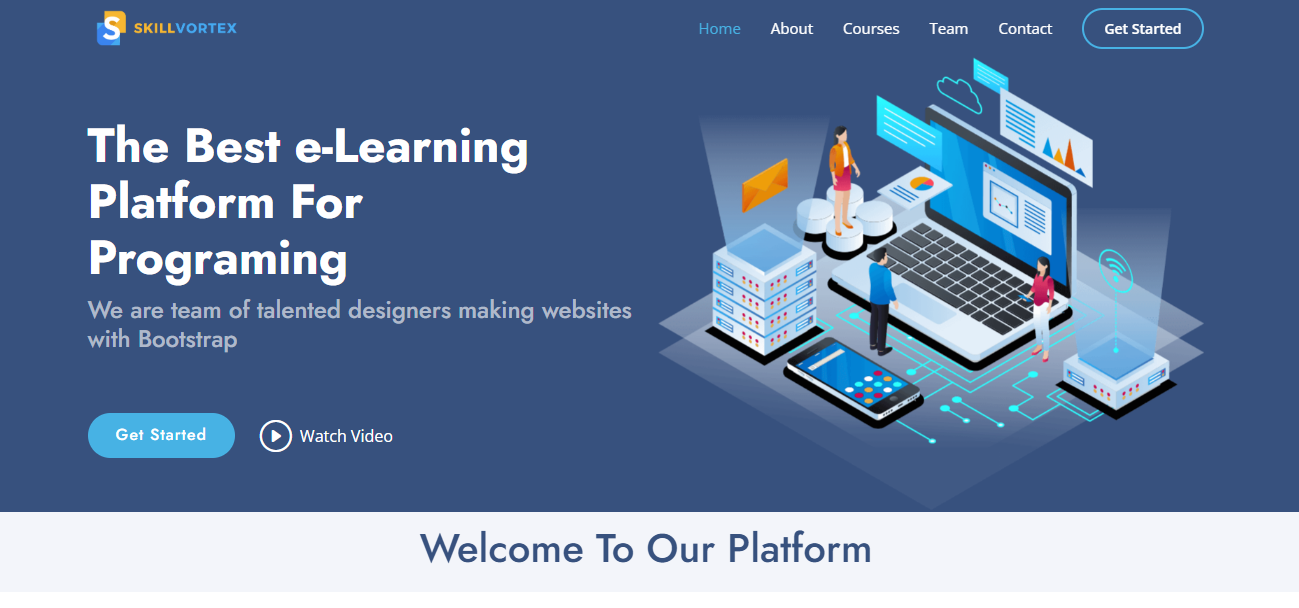 S SKILLVORTEX
Home About Courses Team Contact Get Started
The Best e-Learning
Platform For
Programing
We are team of talented designers making websites
with Bootstrap
Get Started Watch Video
Welcome To Our Platform